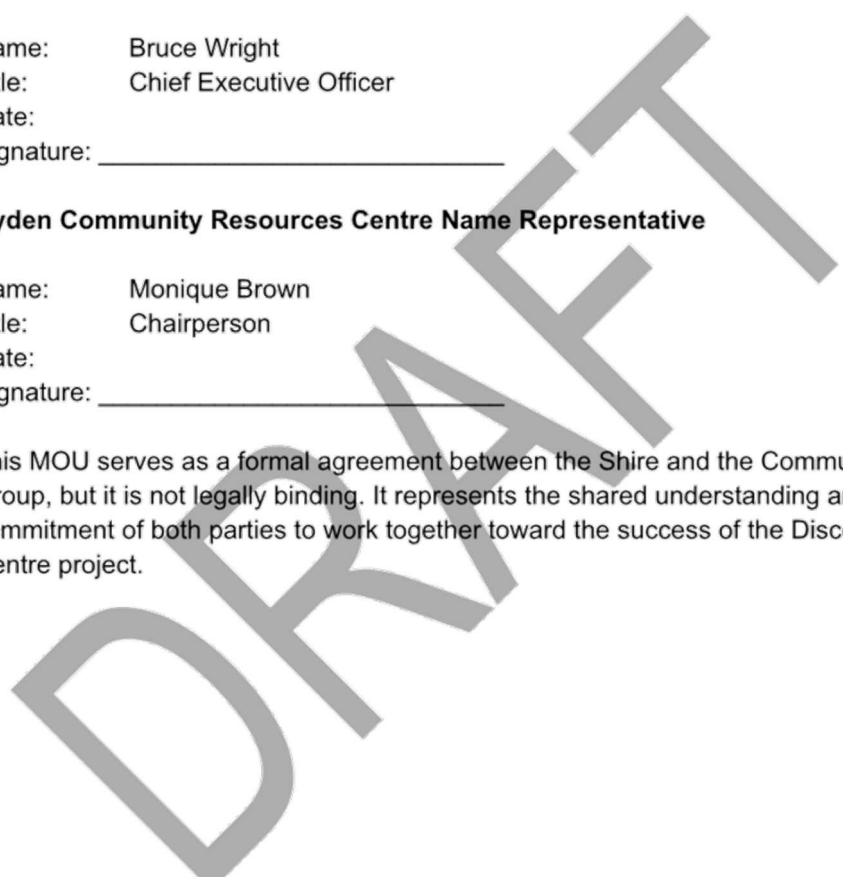 ame: Bruce Wright
tle: Chief Executive Officer
ate:
gnature: ______________________________
yden Community Resources Centre Name Representative
ame: Monique Brown
tle: Chairperson
ate:
gnature: ______________________________
is MOU serves as a formal agreement between the Shire and the Commu
roup, but it is not legally binding. It represents the shared understanding a
mmitment of both parties to work together toward the success of the Disc
entre project.
DRAFT